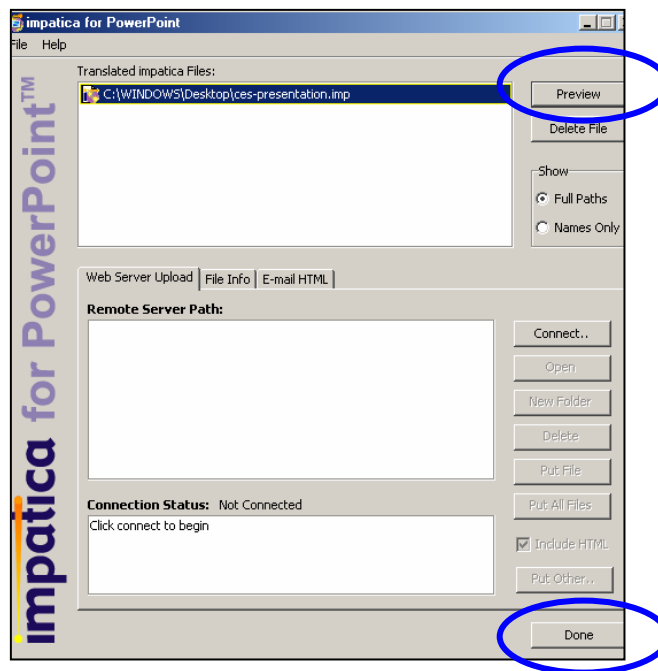 impatica for PowerPoint
File Help
impatica for PowerPoint™
Translated impatica Files:
C:\WINDOWS\Desktop\ces-presentation.imp
Preview
Delete File
Show
Full Paths
Names Only
Web Server Upload File Info E-mail HTML
Remote Server Path:
Connect..
Open
New Folder
Delete
Put File
Put All Files
Include HTML
Put Other..
Connection Status: Not Connected
Click connect to begin
Done